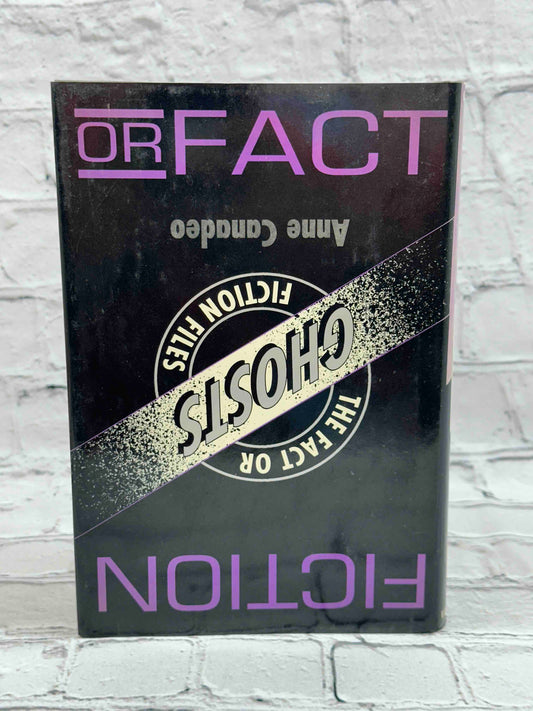 OR FACT
Anne Canadeo
THE FACT OR
FICTION FILES
GHOSTS
FICTION